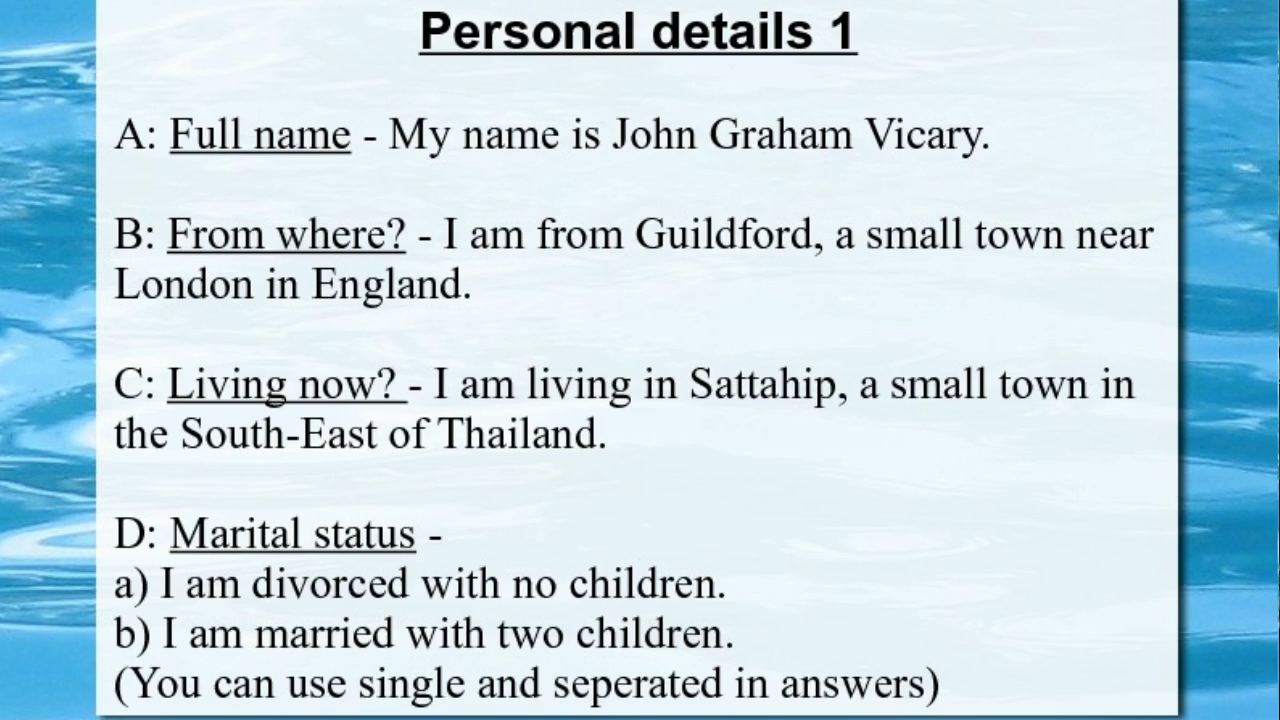 Personal details 1
A: Full name - My name is John Graham Vicary.
B: From where? - I am from Guildford, a small town near
London in England.
C: Living now? - I am living in Sattahip, a small town in
the South-East of Thailand.
D: Marital status -
a) I am divorced with no children.
b) I am married with two children.
(You can use single and seperated in answers)